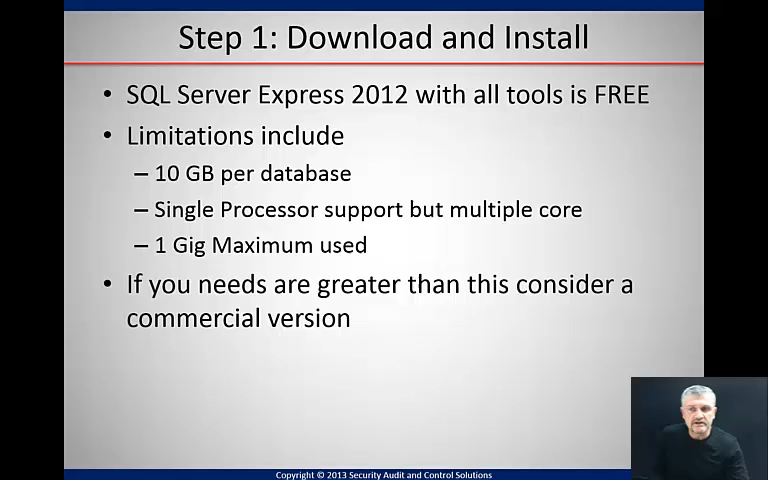 Step 1: Download and Install
• SQL Server Express 2012 with all tools is FREE
• Limitations include
– 10 GB per database
– Single Processor support but multiple core
– 1 Gig Maximum used
• If you needs are greater than this consider a
commercial version
Copyright © 2013 Security Audit and Control Solutions